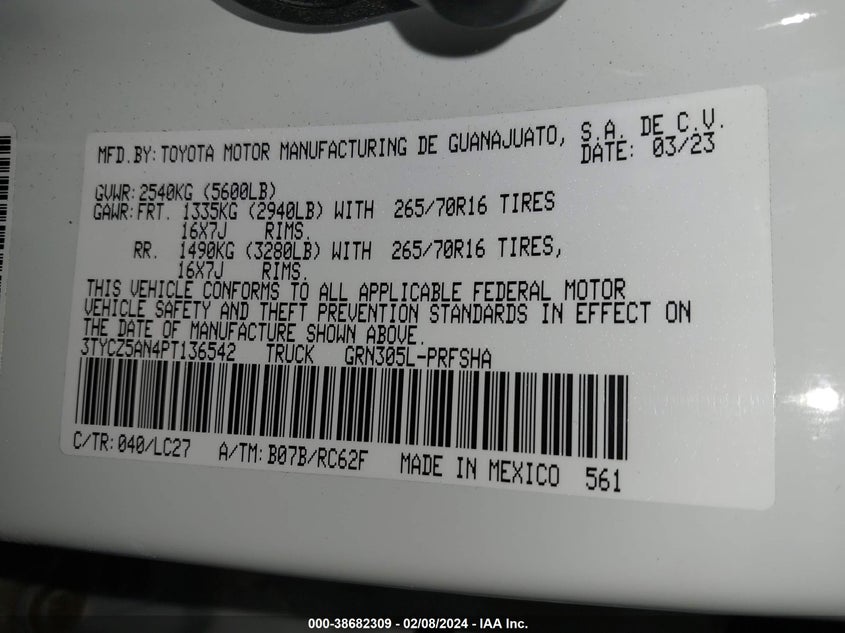 MFD.BY: TOYOTA MOTOR MANUFACTURING DE GUANAJUATO, S.A. DE C.V.
DATE: 03/23
GVWR: 2540KG (5600LB)
GAWR: FRT. 1335KG (2940LB) WITH 265/70R16 TIRES
16X7J RIMS.
RR. 1490KG (3280LB) WITH 265/70R16 TIRES,
16X7J RIMS.
THIS VEHICLE CONFORMS TO ALL APPLICABLE FEDERAL MOTOR
VEHICLE SAFETY AND THEFT PREVENTION STANDARDS IN EFFECT ON
THE DATE OF MANUFACTURE SHOWN ABOVE.
3TYCZ5AN4PT136542 TRUCK GRN305L-PRFSHA
C/TR: 040/LC27 A/TM: B07B/RC62F MADE IN MEXICO 561
000-38682309 - 02/08/2024 - IAA Inc.